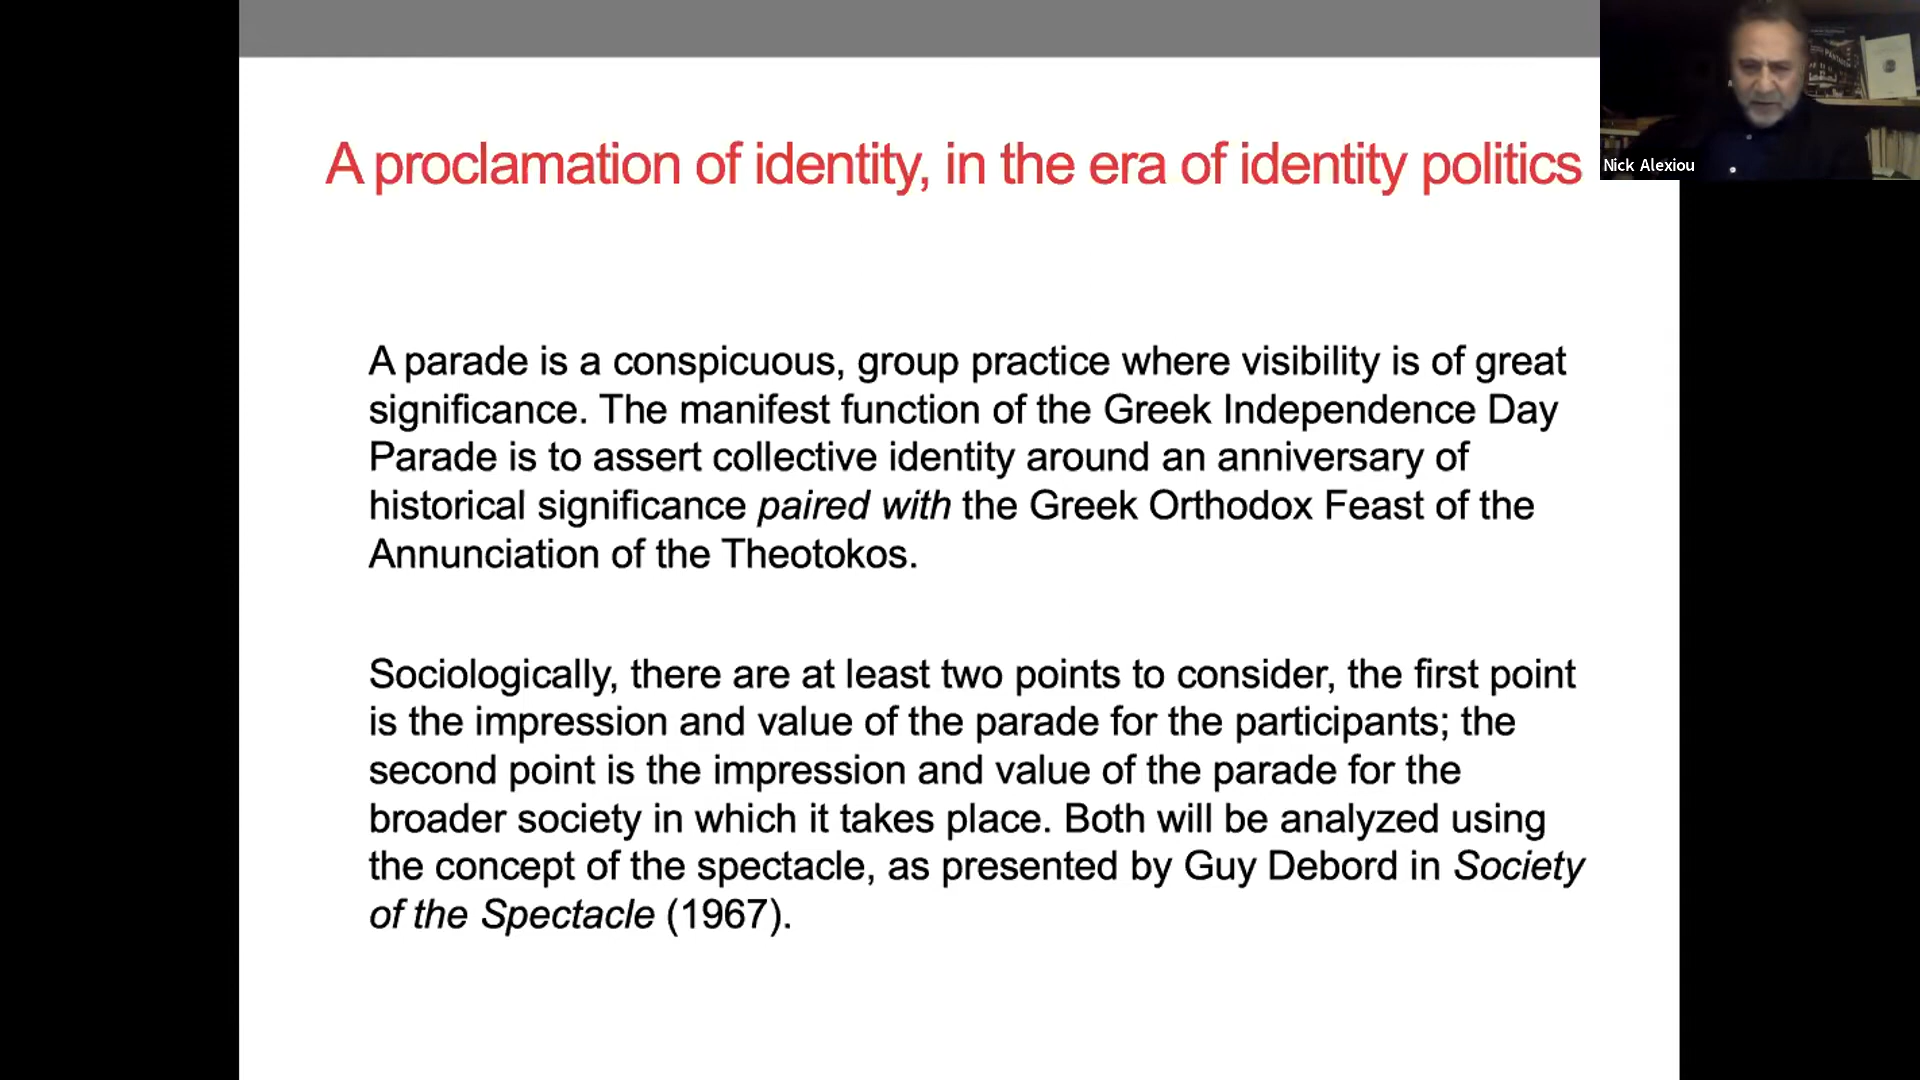 A proclamation of identity, in the era of identity politics
Nick Alexiou
A parade is a conspicuous, group practice where visibility is of great
significance. The manifest function of the Greek Independence Day
Parade is to assert collective identity around an anniversary of
historical significance paired with the Greek Orthodox Feast of the
Annunciation of the Theotokos.
Sociologically, there are at least two points to consider, the first point
is the impression and value of the parade for the participants; the
second point is the impression and value of the parade for the
broader society in which it takes place. Both will be analyzed using
the concept of the spectacle, as presented by Guy Debord in Society
of the Spectacle (1967).